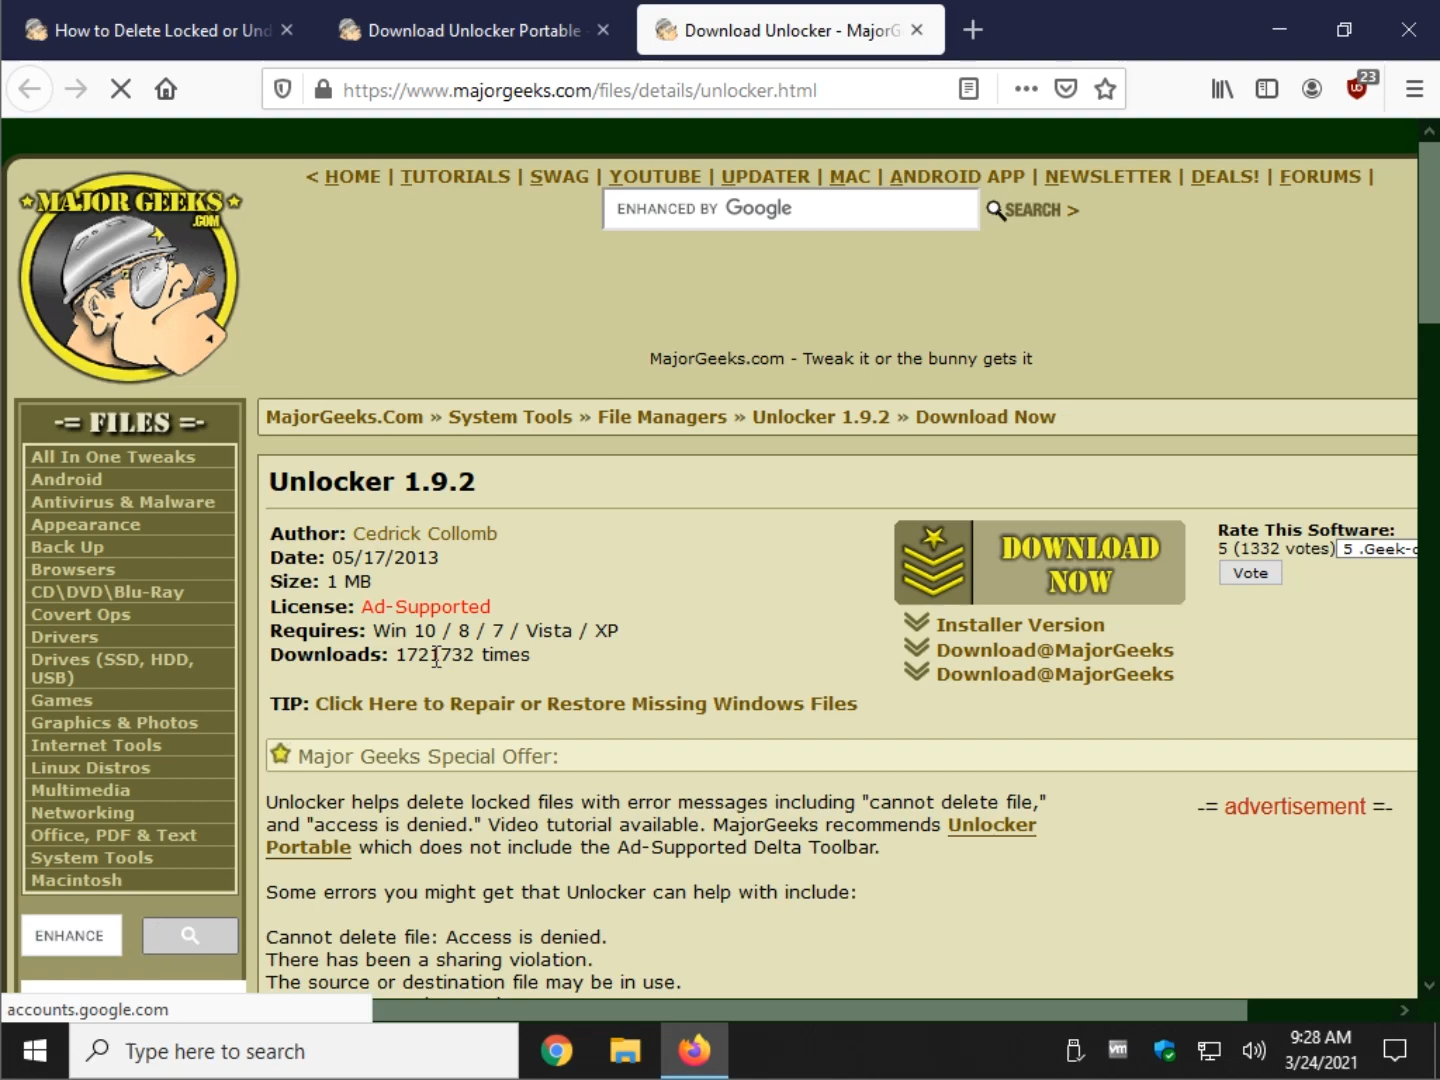 How to Delete Locked or Und
Download Unlocker Portable
Download Unlocker - MajorG
https://www.majorgeeks.com/files/details/unlocker.html
23
MAJOR GEEKS
.COM
< HOME | TUTORIALS | SWAG | YOUTUBE | UPDATER | MAC | ANDROID APP | NEWSLETTER | DEALS! | FORUMS |
ENHANCED BY Google
SEARCH >
MajorGeeks.com - Tweak it or the bunny gets it
-= FILES =-
All In One Tweaks
Android
Antivirus & Malware
Appearance
Back Up
Browsers
CD\DVD\Blu-Ray
Covert Ops
Drivers
Drives (SSD, HDD,
USB)
Games
Graphics & Photos
Internet Tools
Linux Distros
Multimedia
Networking
Office, PDF & Text
System Tools
Macintosh
ENHANCE
MajorGeeks.Com » System Tools » File Managers » Unlocker 1.9.2 » Download Now
Unlocker 1.9.2
Author: Cedrick Collomb
Date: 05/17/2013
Size: 1 MB
License: Ad-Supported
Requires: Win 10 / 8 / 7 / Vista / XP
Downloads: 1721732 times
DOWNLOAD
NOW
Installer Version
Download@MajorGeeks
Download@MajorGeeks
Rate This Software:
5 (1332 votes) 5 .Geek-o
Vote
TIP: Click Here to Repair or Restore Missing Windows Files
Major Geeks Special Offer:
Unlocker helps delete locked files with error messages including "cannot delete file,"
and "access is denied." Video tutorial available. MajorGeeks recommends Unlocker
Portable which does not include the Ad-Supported Delta Toolbar.
-= advertisement =-
Some errors you might get that Unlocker can help with include:
Cannot delete file: Access is denied.
There has been a sharing violation.
The source or destination file may be in use.
accounts.google.com
Type here to search
vm
9:28 AM
3/24/2021